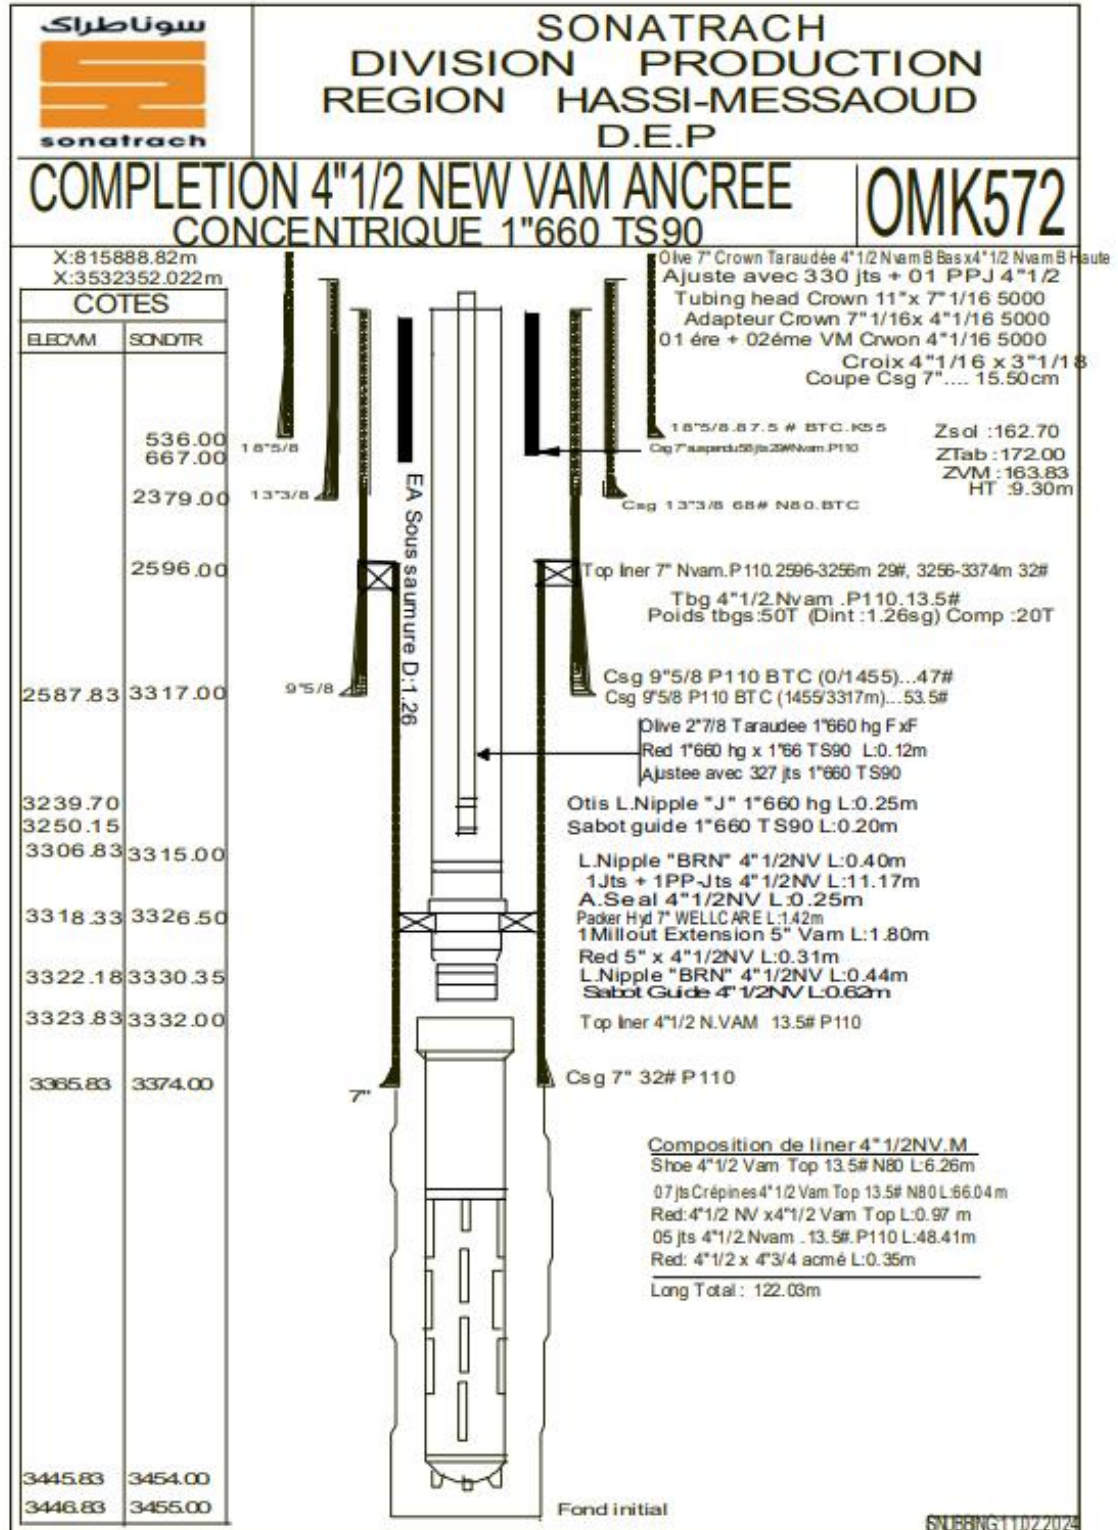 سوناطراك
sonatrach
SONATRACH
DIVISION PRODUCTION
REGION HASSI-MESSAOUD
D.E.P
COMPLETION 4"1/2 NEW VAM ANCREE
CONCENTRIQUE 1"660 TS90
OMK572
X:815888.82m
X:3532352.022m
COTES
ELEC/VM SOND/TR
536.00
667.00
2379.00
2596.00
2587.83 3317.00
3239.70
3250.15
3306.83 3315.00
3318.33 3326.50
3322.18 3330.35
3323.83 3332.00
3365.83 3374.00
3445.83 3454.00
3446.83 3455.00
18"5/8
13"3/8
9"5/8
7"
EA Sous saumure D:1.26
Olive 7" Crown Taraudée 4"1/2 Nvam B Bas x4"1/2 Nvam B Haute
Ajuste avec 330 jts + 01 PPJ 4"1/2
Tubing head Crown 11"x 7"1/16 5000
Adapteur Crown 7"1/16x 4"1/16 5000
01 ére + 02éme VM Crwon 4"1/16 5000
Croix 4"1/16 x 3"1/18
Coupe Csg 7".... 15.50cm
18"5/8.87.5 # BTC.K55
Csg 7"suspendu58 jts29#Nvam.P110
Zsol :162.70
ZTab :172.00
ZVM :163.83
HT :9.30m
Csg 13"3/8 68# N80.BTC
Top liner 7" Nvam.P110.2596-3256m 29#, 3256-3374m 32#
Tbg 4"1/2.Nvam .P110.13.5#
Poids tbgs:50T (Dint :1.26sg) Comp :20T
Csg 9"5/8 P110 BTC (0/1455)...47#
Csg 9"5/8 P110 BTC (1455/3317m)...53.5#
Olive 2"7/8 Taraudee 1"660 hg FxF
Red 1"660 hg x 1"66 TS90 L:0.12m
Ajustee avec 327 jts 1"660 TS90
Otis L.Nipple "J" 1"660 hg L:0.25m
Sabot guide 1"660 TS90 L:0.20m
L.Nipple "BRN" 4"1/2NV L:0.40m
1Jts + 1PP-Jts 4"1/2NV L:11.17m
A.Seal 4"1/2NV L:0.25m
Packer Hyd 7" WELLCARE L:1.42m
1Millout Extension 5" Vam L:1.80m
Red 5" x 4"1/2NV L:0.31m
L.Nipple "BRN" 4"1/2NV L:0.44m
Sabot Guide 4"1/2NV L:0.62m
Top liner 4"1/2 N.VAM 13.5# P110
Csg 7" 32# P110
Composition de liner 4"1/2NV.M
Shoe 4"1/2 Vam Top 13.5# N80 L:6.26m
07 jts Crépines 4"1/2 Vam Top 13.5# N80 L:66.04m
Red:4"1/2 NV x4"1/2 Vam Top L:0.97 m
05 jts 4"1/2.Nvam .13.5#.P110 L:48.41m
Red: 4"1/2 x 4"3/4 acmé L:0.35m
Long Total : 122.03m
Fond initial
SNUBBING:11.02.2024